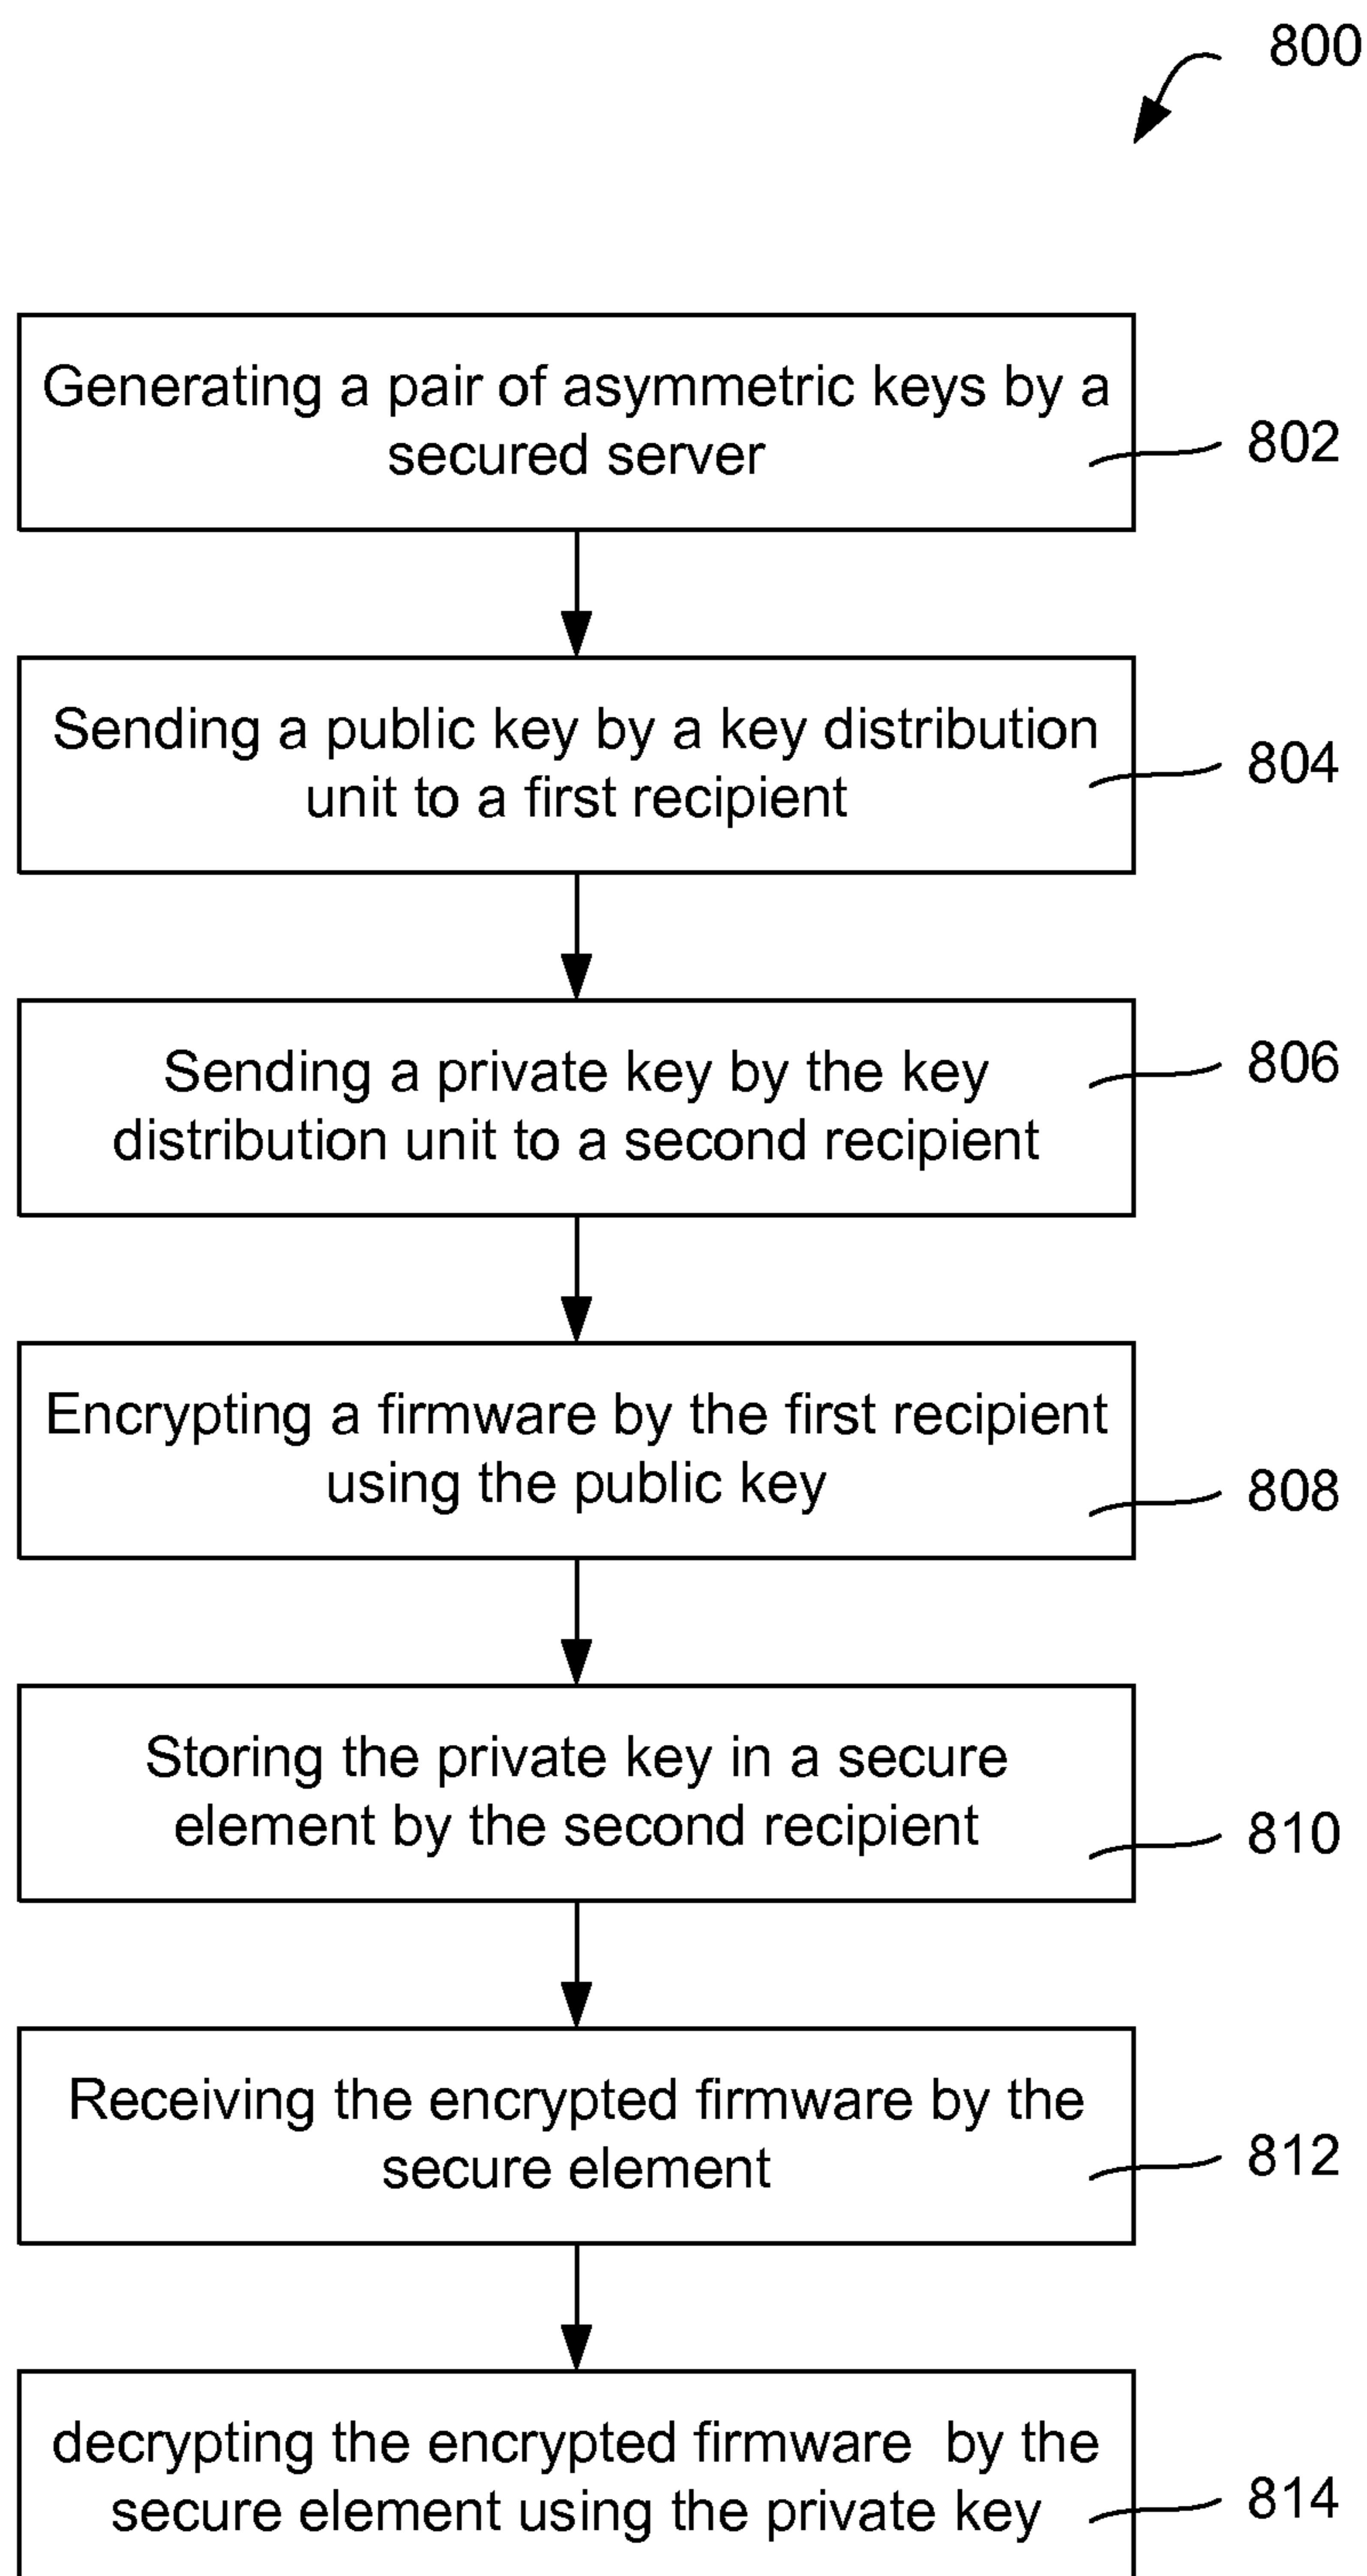 800
Generating a pair of asymmetric keys by a
secured server
802
Sending a public key by a key distribution
unit to a first recipient
804
Sending a private key by the key
distribution unit to a second recipient
806
Encrypting a firmware by the first recipient
using the public key
808
Storing the private key in a secure
element by the second recipient
810
Receiving the encrypted firmware by the
secure element
812
decrypting the encrypted firmware by the
secure element using the private key
814